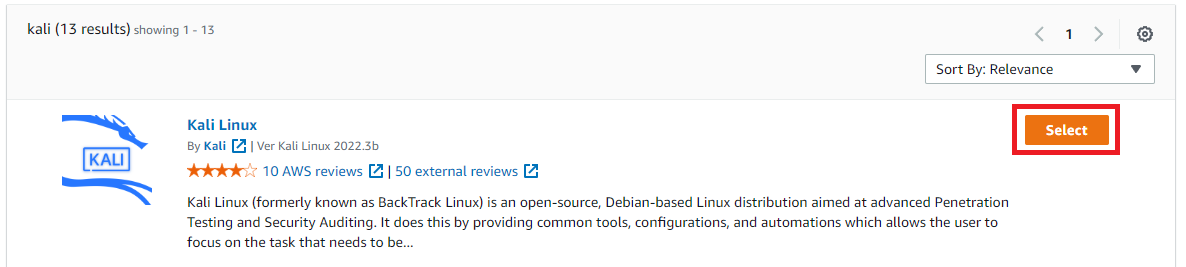 kali (13 results) showing 1 - 13
1
Sort By: Relevance
KALI
Kali Linux
Select
By Kali | Ver Kali Linux 2022.3b
10 AWS reviews | 50 external reviews
Kali Linux (formerly known as BackTrack Linux) is an open-source, Debian-based Linux distribution aimed at advanced Penetration
Testing and Security Auditing. It does this by providing common tools, configurations, and automations which allows the user to
focus on the task that needs to be...